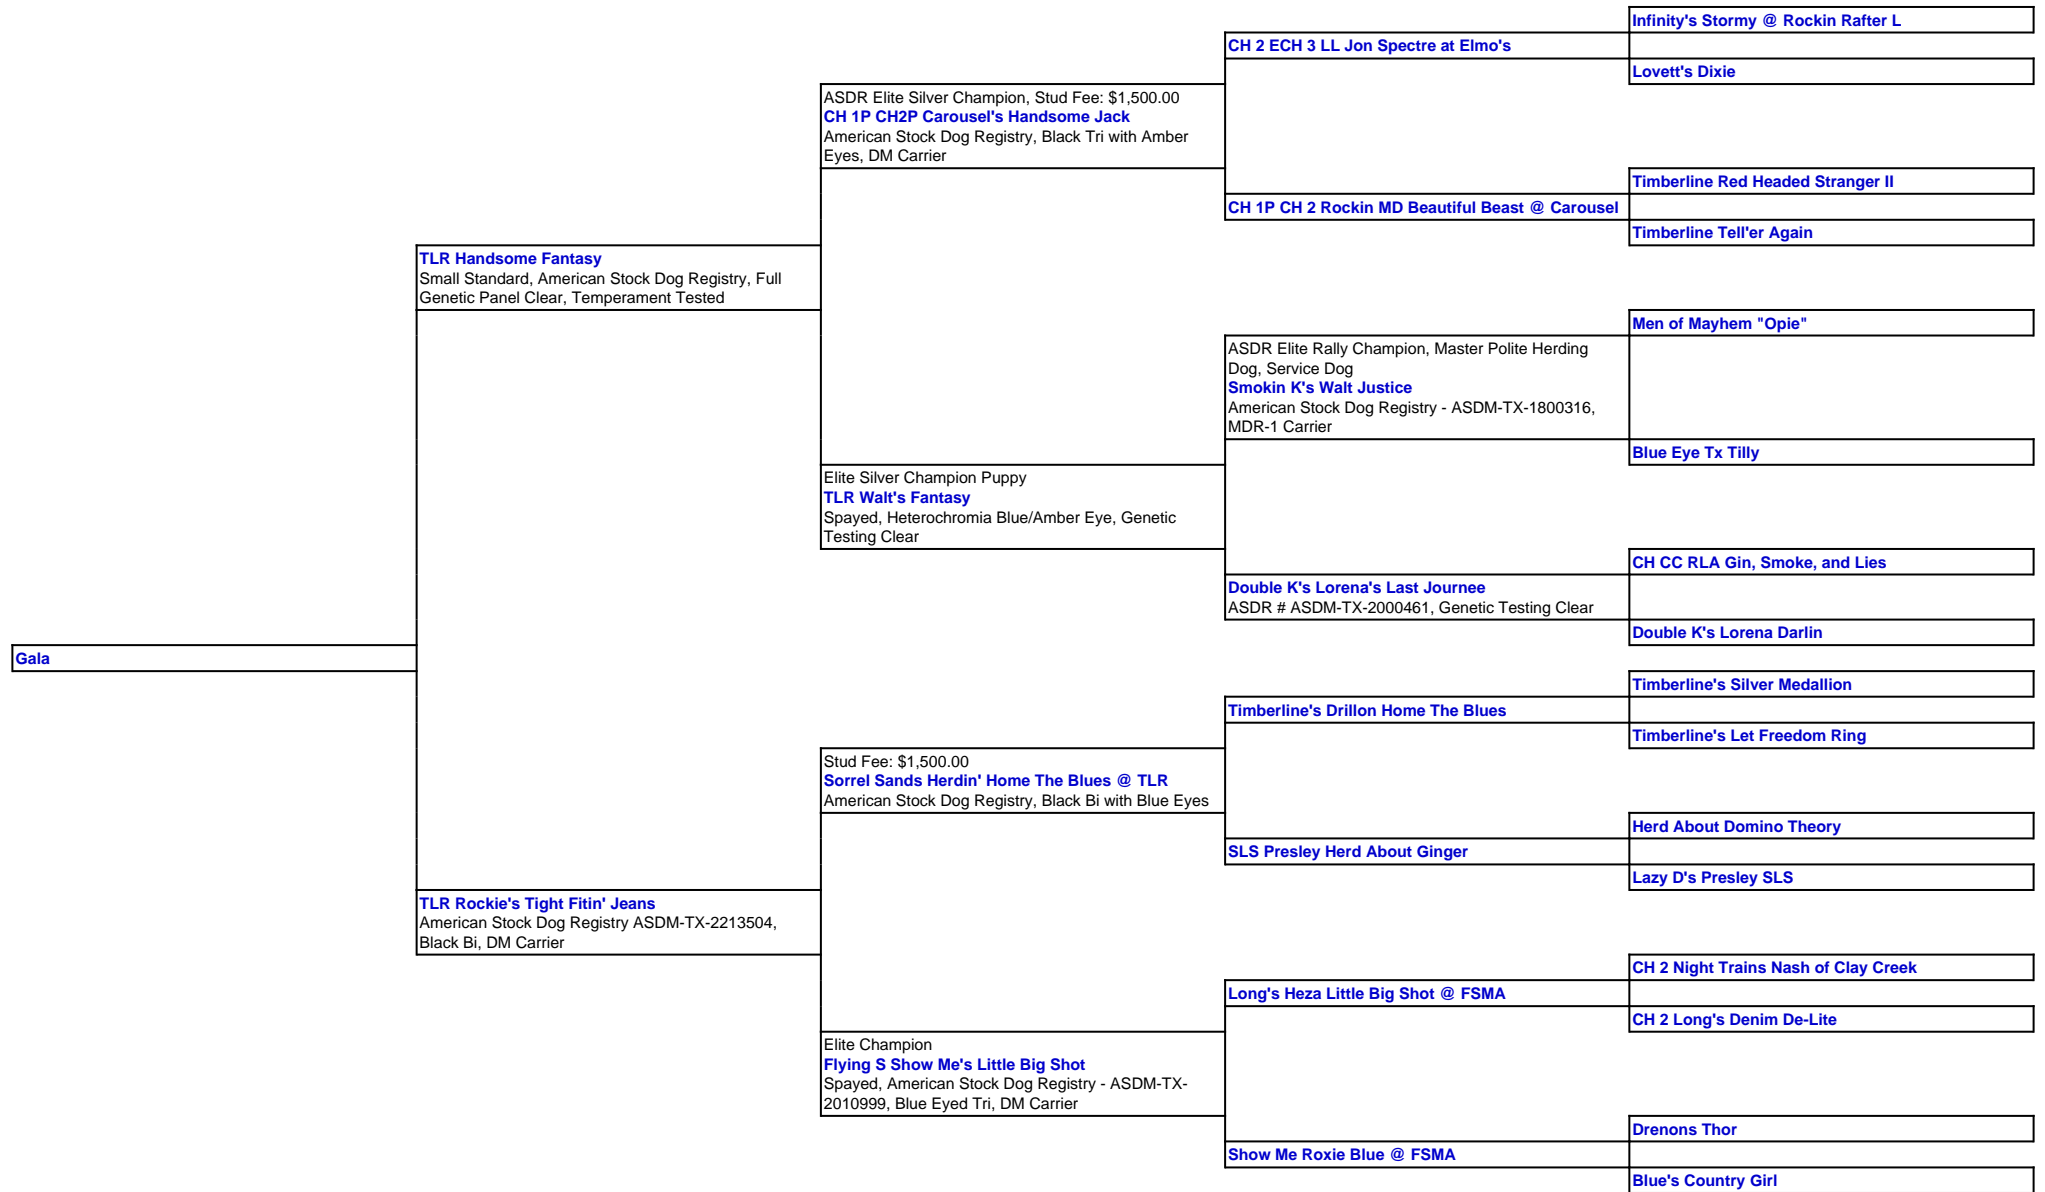 Infinity's Stormy @ Rockin Rafter L
CH 2 ECH 3 LL Jon Spectre at Elmo's
Lovett's Dixie
ASDR Elite Silver Champion, Stud Fee: $1,500.00
CH 1P CH2P Carousel's Handsome Jack
American Stock Dog Registry, Black Tri with Amber
Eyes, DM Carrier
Timberline Red Headed Stranger II
CH 1P CH 2 Rockin MD Beautiful Beast @ Carousel
Timberline Tell'er Again
TLR Handsome Fantasy
Small Standard, American Stock Dog Registry, Full
Genetic Panel Clear, Temperament Tested
Men of Mayhem "Opie"
ASDR Elite Rally Champion, Master Polite Herding
Dog, Service Dog
Smokin K's Walt Justice
American Stock Dog Registry - ASDM-TX-1800316,
MDR-1 Carrier
Blue Eye Tx Tilly
Elite Silver Champion Puppy
TLR Walt's Fantasy
Spayed, Heterochromia Blue/Amber Eye, Genetic
Testing Clear
CH CC RLA Gin, Smoke, and Lies
Double K's Lorena's Last Journee
ASDR # ASDM-TX-2000461, Genetic Testing Clear
Double K's Lorena Darlin
Gala
Timberline's Silver Medallion
Timberline's Drillon Home The Blues
Timberline's Let Freedom Ring
Stud Fee: $1,500.00
Sorrel Sands Herdin' Home The Blues @ TLR
American Stock Dog Registry, Black Bi with Blue Eyes
Herd About Domino Theory
SLS Presley Herd About Ginger
Lazy D's Presley SLS
TLR Rockie's Tight Fitin' Jeans
American Stock Dog Registry ASDM-TX-2213504,
Black Bi, DM Carrier
CH 2 Night Trains Nash of Clay Creek
Long's Heza Little Big Shot @ FSMA
CH 2 Long's Denim De-Lite
Elite Champion
Flying S Show Me's Little Big Shot
Spayed, American Stock Dog Registry - ASDM-TX-
2010999, Blue Eyed Tri, DM Carrier
Drenons Thor
Show Me Roxie Blue @ FSMA
Blue's Country Girl